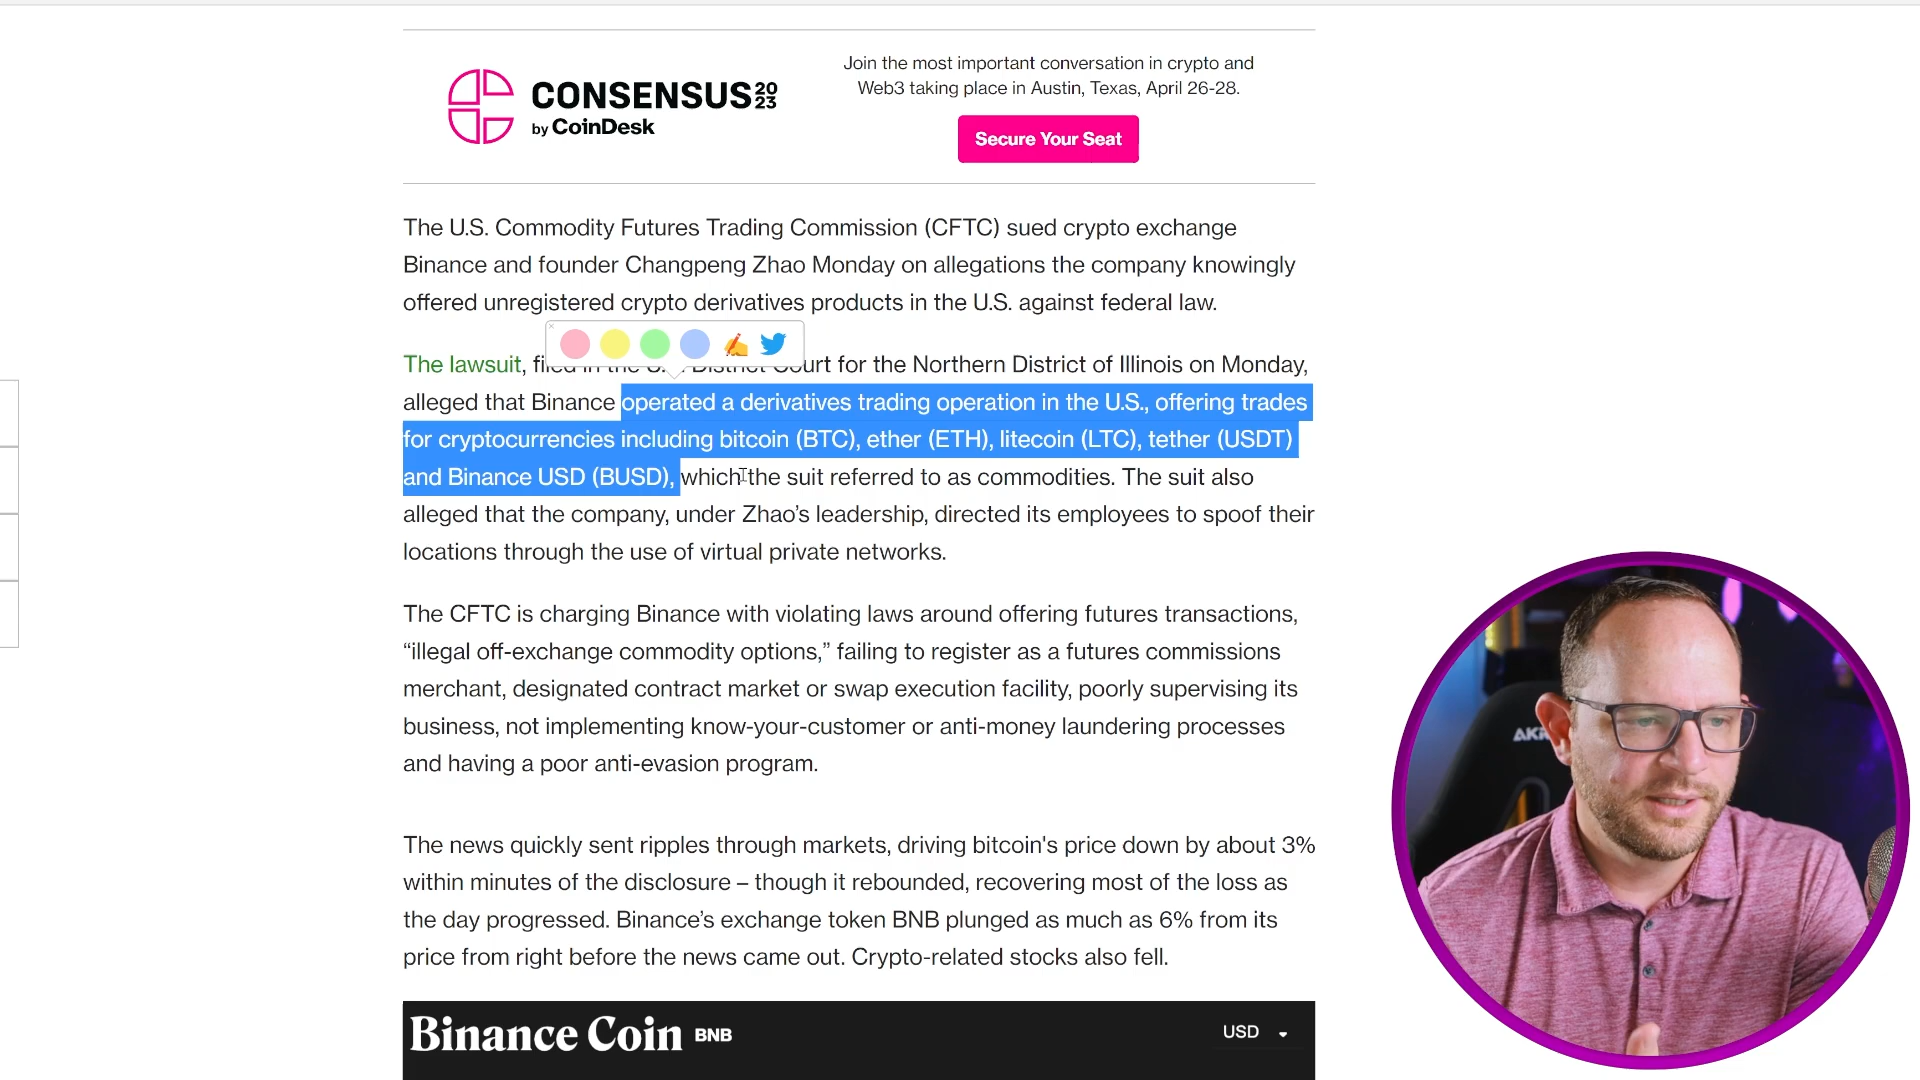 CONSENSUS 2023
by CoinDesk
Join the most important conversation in crypto and
Web3 taking place in Austin, Texas, April 26-28.
Secure Your Seat
The U.S. Commodity Futures Trading Commission (CFTC) sued crypto exchange
Binance and founder Changpeng Zhao Monday on allegations the company knowingly
offered unregistered crypto derivatives products in the U.S. against federal law.
The lawsuit, filed in the U.S. District Court for the Northern District of Illinois on Monday,
alleged that Binance operated a derivatives trading operation in the U.S., offering trades
for cryptocurrencies including bitcoin (BTC), ether (ETH), litecoin (LTC), tether (USDT)
and Binance USD (BUSD), which the suit referred to as commodities. The suit also
alleged that the company, under Zhao’s leadership, directed its employees to spoof their
locations through the use of virtual private networks.
The CFTC is charging Binance with violating laws around offering futures transactions,
“illegal off-exchange commodity options,” failing to register as a futures commissions
merchant, designated contract market or swap execution facility, poorly supervising its
business, not implementing know-your-customer or anti-money laundering processes
and having a poor anti-evasion program.
The news quickly sent ripples through markets, driving bitcoin's price down by about 3%
within minutes of the disclosure – though it rebounded, recovering most of the loss as
the day progressed. Binance’s exchange token BNB plunged as much as 6% from its
price from right before the news came out. Crypto-related stocks also fell.
Binance Coin BNB
USD